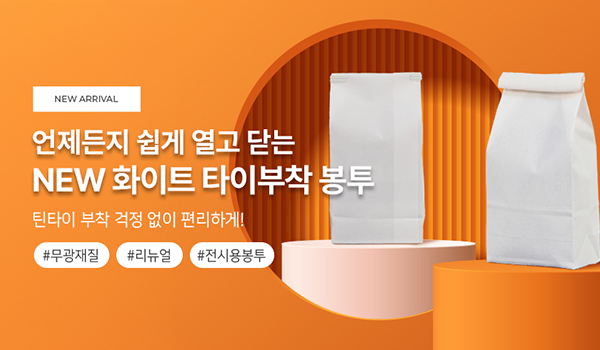 NEW ARRIVAL
언제든지 쉽게 열고 닫는
NEW 화이트 타이부착 봉투
틴타이 부착 걱정 없이 편리하게!
#무광재질 #리뉴얼 #전시용봉투